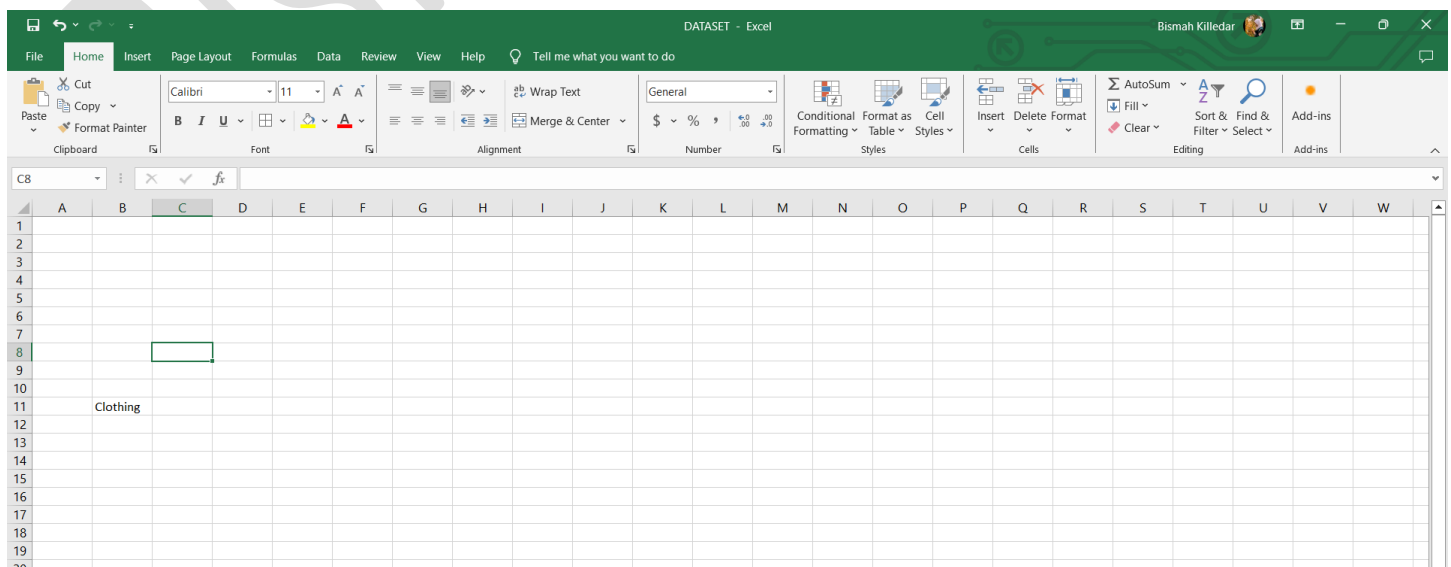 DATASET - Excel
Bismah Killedar
File Home Insert Page Layout Formulas Data Review View Help Tell me what you want to do
Paste
Cut
Copy
Format Painter
Clipboard
Calibri 11 A A
B I U A
Font
ab Wrap Text
Merge & Center
Alignment
General
$ % , .00 .00
Number
Conditional Formatting
Format as Table
Cell Styles
Styles
Insert Delete Format
Cells
Σ AutoSum
Fill
Clear
Sort & Filter
Find & Select
Editing
Add-ins
Add-ins
C8 fx
A B C D E F G H I J K L M N O P Q R S T U V W
1
2
3
4
5
6
7
8
9
10
11 Clothing
12
13
14
15
16
17
18
19